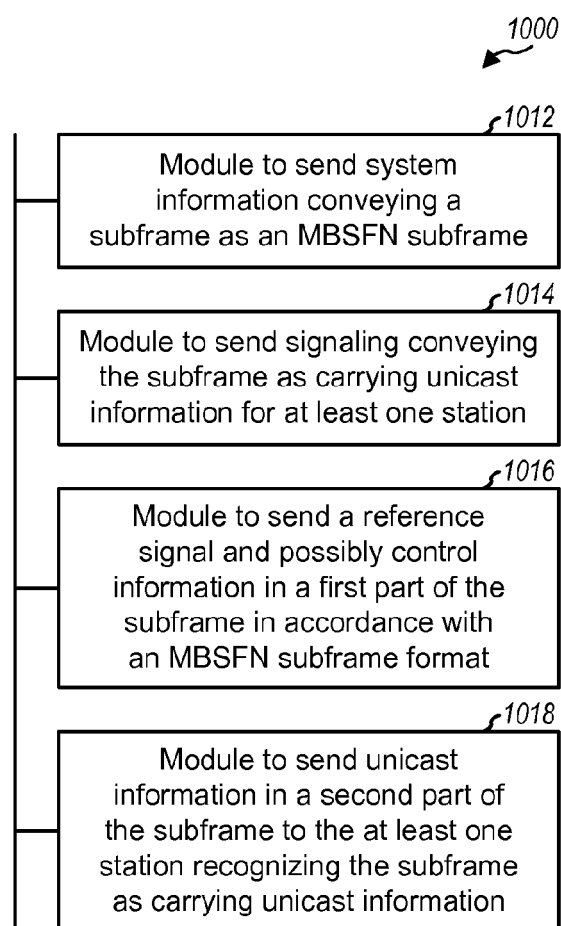 1000
1012
Module to send system
information conveying a
subframe as an MBSFN subframe
1014
Module to send signaling conveying
the subframe as carrying unicast
information for at least one station
1016
Module to send a reference
signal and possibly control
information in a first part of the
subframe in accordance with
an MBSFN subframe format
1018
Module to send unicast
information in a second part of
the subframe to the at least one
station recognizing the subframe
as carrying unicast information